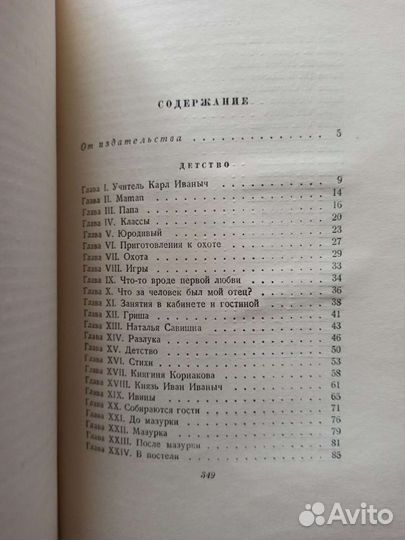 СОДЕРЖАНИЕ
От издательства . . . . . . . . . . . 5
ДЕТСТВО
Глава I. Учитель Карл Иваныч . . . . . . . . 9
Глава II. Maman . . . . . . . . . . . . 14
Глава III. Папа . . . . . . . . . . . . 16
Глава IV. Классы . . . . . . . . . . . . 20
Глава V. Юродивый . . . . . . . . . . . 23
Глава VI. Приготовления к охоте . . . . . . . 27
Глава VII. Охота . . . . . . . . . . . . 29
Глава VIII. Игры . . . . . . . . . . . . 33
Глава IX. Что-то вроде первой любви . . . . . . 34
Глава X. Что за человек был мой отец? . . . . . . 36
Глава XI. Занятия в кабинете и гостиной . . . . . 38
Глава XII. Гриша . . . . . . . . . . . . 41
Глава XIII. Наталья Савишна . . . . . . . . 43
Глава XIV. Разлука . . . . . . . . . . . 46
Глава XV. Детство . . . . . . . . . . . 50
Глава XVI. Стихи . . . . . . . . . . . . 53
Глава XVII. Княгиня Корнакова . . . . . . . 58
Глава XVIII. Князь Иван Иваныч . . . . . . . 61
Глава XIX. Ивины . . . . . . . . . . . 65
Глава XX. Собираются гости . . . . . . . . 71
Глава XXI. До мазурки . . . . . . . . . . 76
Глава XXII. Мазурка . . . . . . . . . . . 79
Глава XXIII. После мазурки . . . . . . . . 81
Глава XXIV. В постели . . . . . . . . . . 85
349
Avito